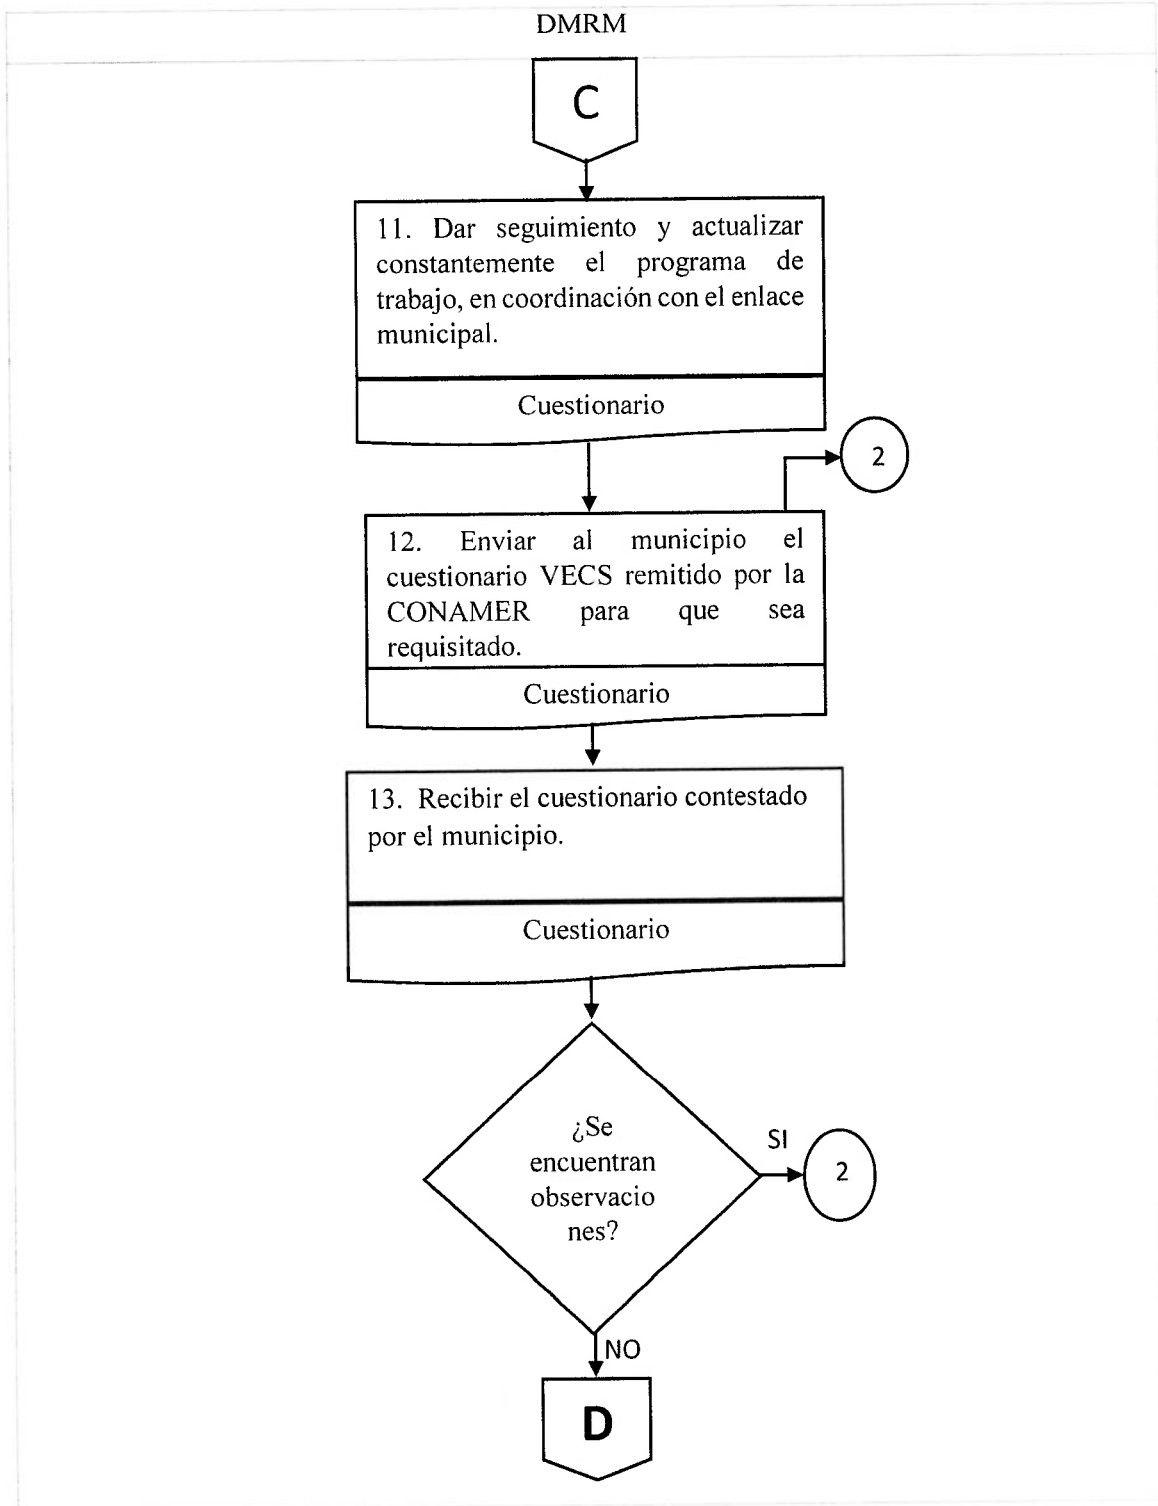 DMRM
C
11. Dar seguimiento y actualizar
constantemente el programa de
trabajo, en coordinación con el enlace
municipal.
Cuestionario
2
12. Enviar al municipio el
cuestionario VECS remitido por la
CONAMER para que sea
requisitado.
Cuestionario
13. Recibir el cuestionario contestado
por el municipio.
Cuestionario
¿Se
encuentran
observacio
nes?
SI
2
NO
D